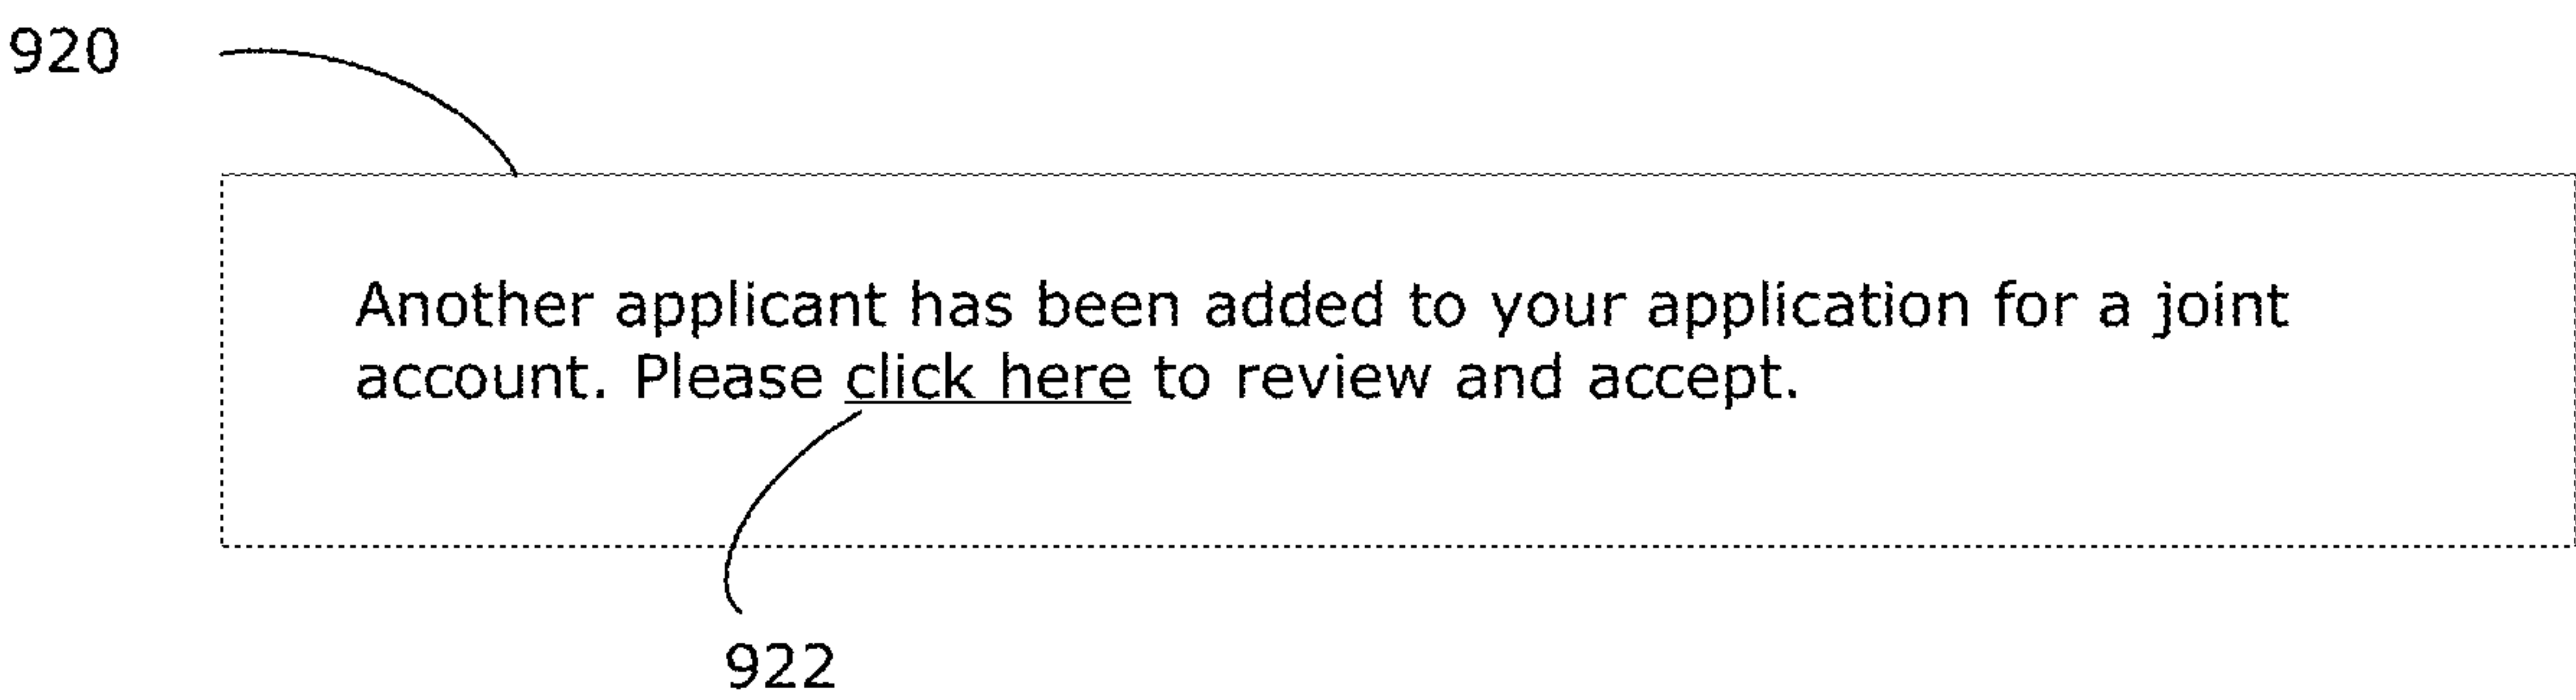 920
Another applicant has been added to your application for a joint
account. Please click here to review and accept.
922